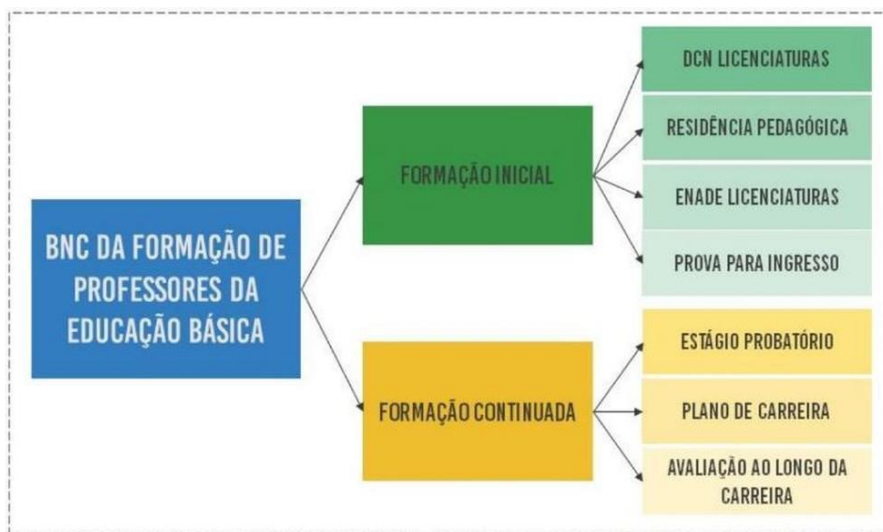 BNC DA FORMAÇÃO DE
PROFESSORES DA
EDUCAÇÃO BÁSICA
FORMAÇÃO INICIAL
DCN LICENCIATURAS
RESIDÊNCIA PEDAGÓGICA
ENADE LICENCIATURAS
PROVA PARA INGRESSO
FORMAÇÃO CONTINUADA
ESTÁGIO PROBATÓRIO
PLANO DE CARREIRA
AVALIAÇÃO AO LONGO DA
CARREIRA